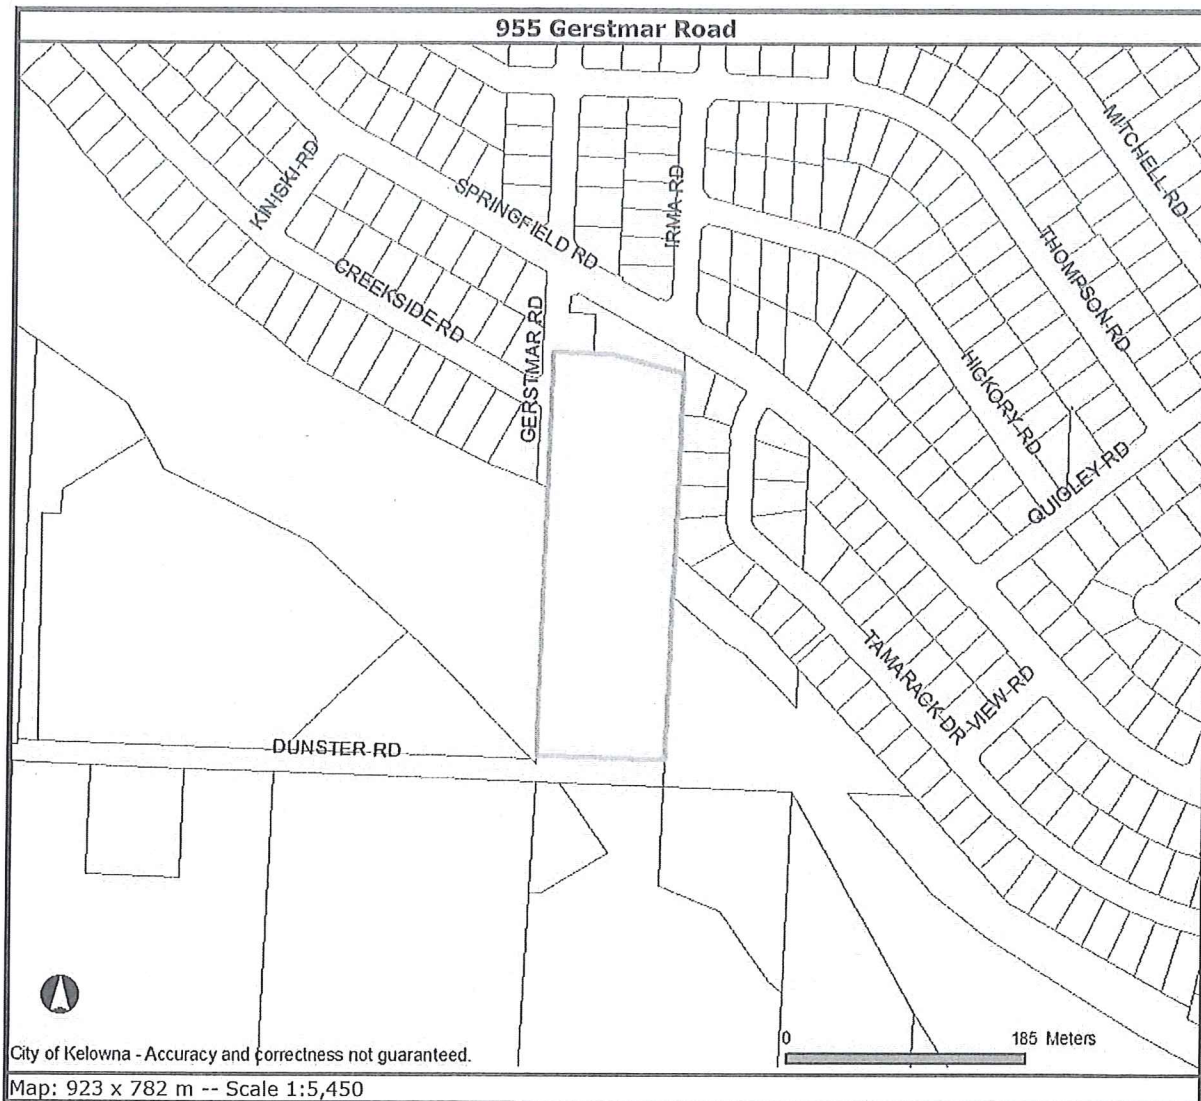 955 Gerstmar Road
MITCHELL RD
KINISKI RD
SPRINGFIELD RD
IRMA RD
THOMPSON RD
CREEKSIDE RD
GERSTMAR RD
HICKORY RD
QUIGLEY RD
TAMARACK DR
VIEW RD
DUNSTER RD
0
185 Meters
City of Kelowna - Accuracy and correctness not guaranteed.
Map: 923 x 782 m -- Scale 1:5,450